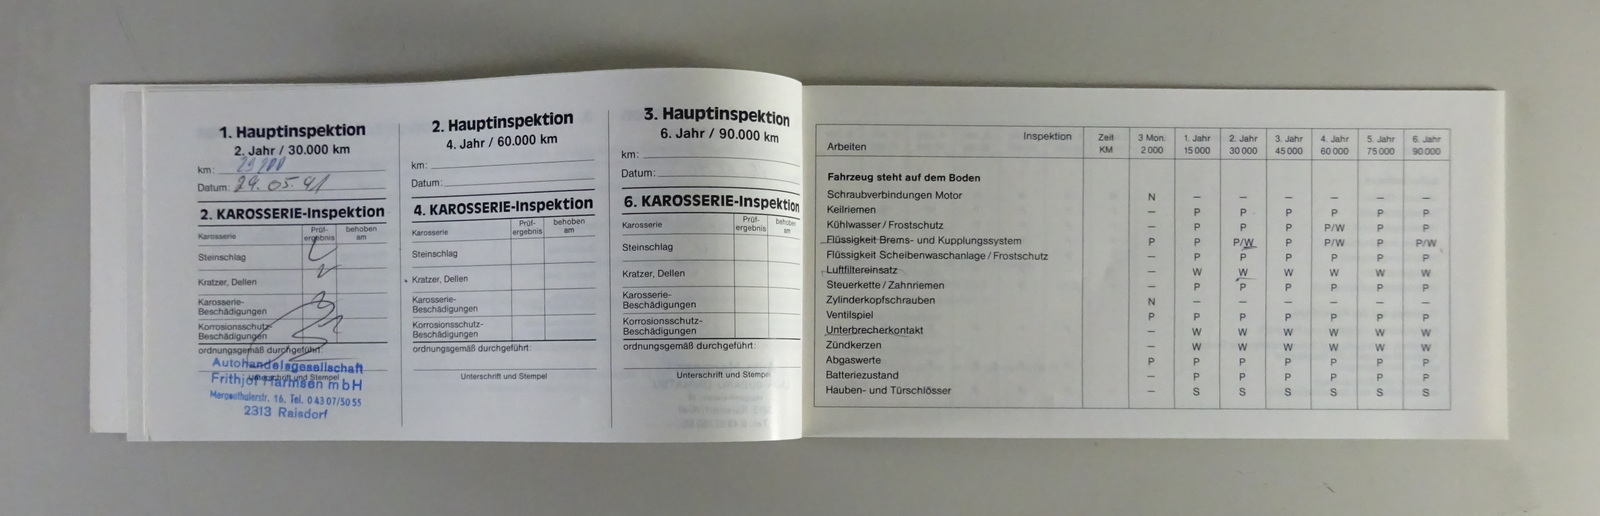 1. Hauptinspektion
2. Jahr / 30.000 km
km:
Datum: 29.05.91
2. KAROSSERIE-Inspektion
Karosserie Prüf-ergebnis behoben am
Steinschlag
Kratzer, Dellen
Karosserie-
Beschädigungen
Korrosionsschutz-
Beschädigungen
ordnungsgemäß durchgeführt:
Autohandelsgesellschaft
Unterschrift und Stempel
Frithjof Harmsen mbH
16. Tel. 04307/5055
2313 Raisdorf
2. Hauptinspektion
4. Jahr / 60.000 km
km:
Datum:
4. KAROSSERIE-Inspektion
Karosserie Prüf-ergebnis behoben am
Steinschlag
Kratzer, Dellen
Karosserie-
Beschädigungen
Korrosionsschutz-
Beschädigungen
ordnungsgemäß durchgeführt:
Unterschrift und Stempel
3. Hauptinspektion
6. Jahr / 90.000 km
km:
Datum:
6. KAROSSERIE-Inspektion
Karosserie Prüf-ergebnis behoben am
Steinschlag
Kratzer, Dellen
Karosserie-
Beschädigungen
Korrosionsschutz-
Beschädigungen
ordnungsgemäß durchgeführt:
Unterschrift und Stempel
Inspektion Zeit 3 Mon. 1. Jahr 2. Jahr 3. Jahr 4. Jahr 5. Jahr 6. Jahr
Arbeiten KM 2 000 15 000 30 000 45 000 60 000 75 000 90 000
Fahrzeug steht auf dem Boden
Schraubverbindungen Motor N – – – – – –
Keilriemen – P P P P P P
Kühlwasser / Frostschutz – P P P P/W P P
Flüssigkeit Brems- und Kupplungssystem P P P/W P P/W P P/W
Flüssigkeit Scheibenwaschanlage / Frostschutz – P P P P P P
Luftfiltereinsatz – W W W W W W
Steuerkette / Zahnriemen – P P P P P P
Zylinderkopfschrauben N – – – – – –
Ventilspiel P P P P P P P
Unterbrecherkontakt – W W W W W W
Zündkerzen – W W W W W W
Abgaswerte P P P P P P P
Batteriezustand – P P P P P P
Hauben- und Türschlösser – S S S S S S